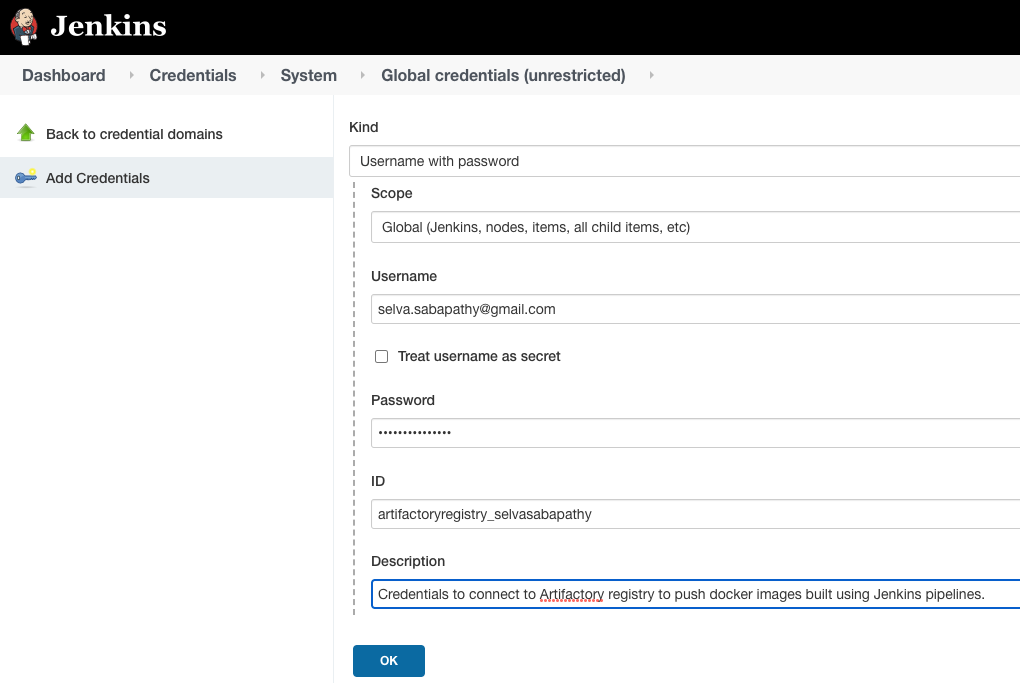 Jenkins
Dashboard Credentials System Global credentials (unrestricted)
Back to credential domains
Add Credentials
Kind
Username with password
Scope
Global (Jenkins, nodes, items, all child items, etc)
Username
selva.sabapathy@gmail.com
Treat username as secret
Password
•••••••••••••••
ID
artifactoryregistry_selvasabapathy
Description
Credentials to connect to Artifactory registry to push docker images built using Jenkins pipelines.
OK